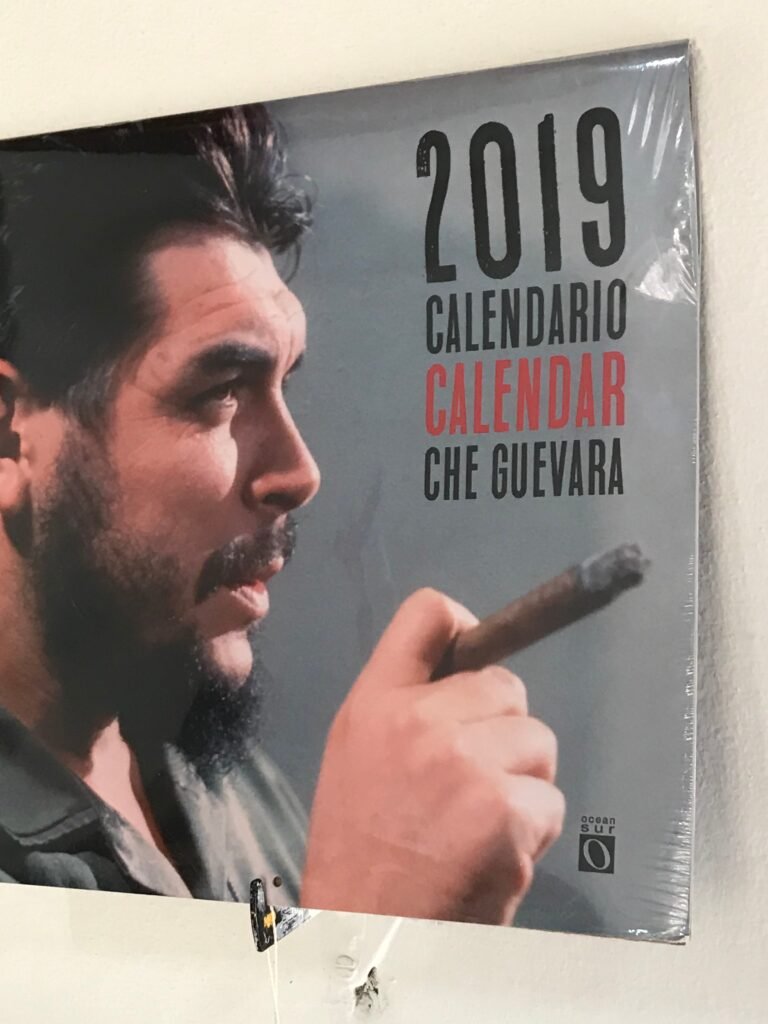 2019
CALENDARIO
CALENDAR
CHE GUEVARA
ocean
sur